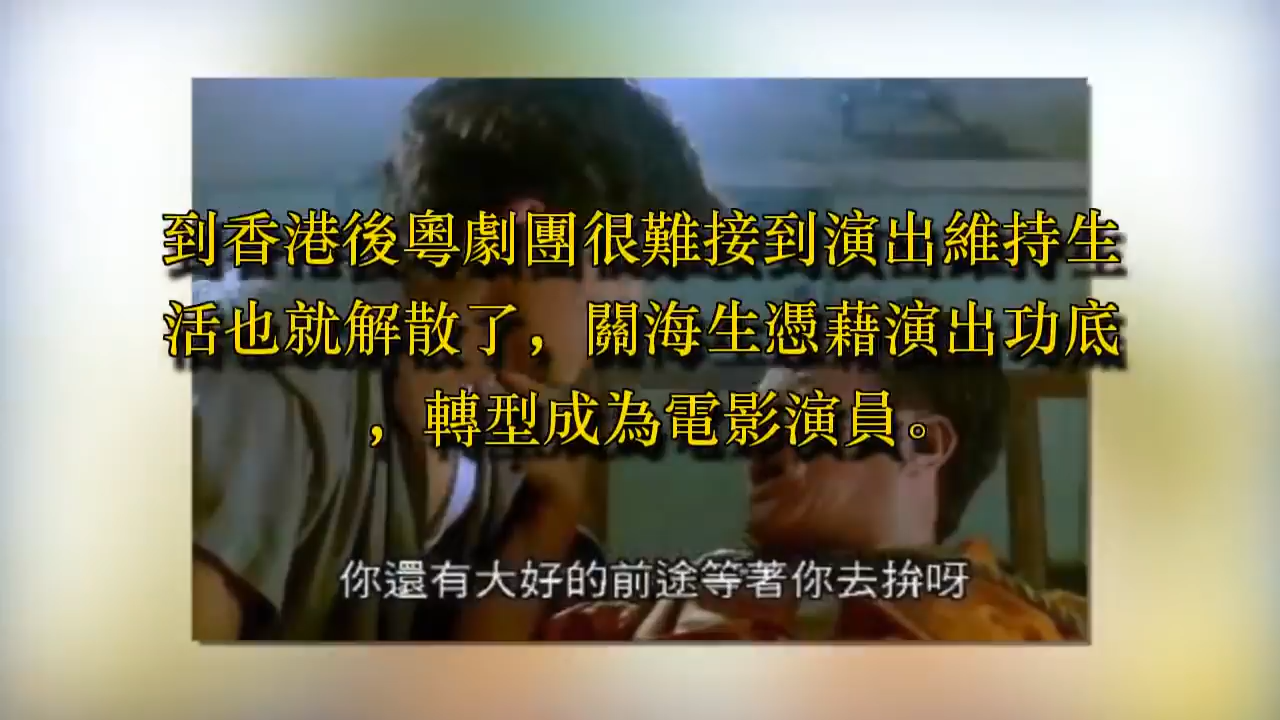 到香港後粵劇團很難接到演出維持生
活也就解散了，關海生憑藉演出功底
，轉型成為電影演員。
你還有大好的前途等著你去拚呀